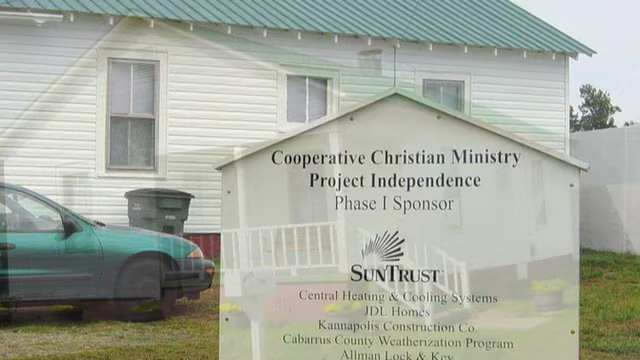 Cooperative Christian Ministry
Project Independence
Phase I Sponsor
SUNTRUST
Central Heating & Cooling Systems
JDL Homes
Kannapolis Construction Co.
Cabarrus County Weatherization Program
Allman Lock & Key